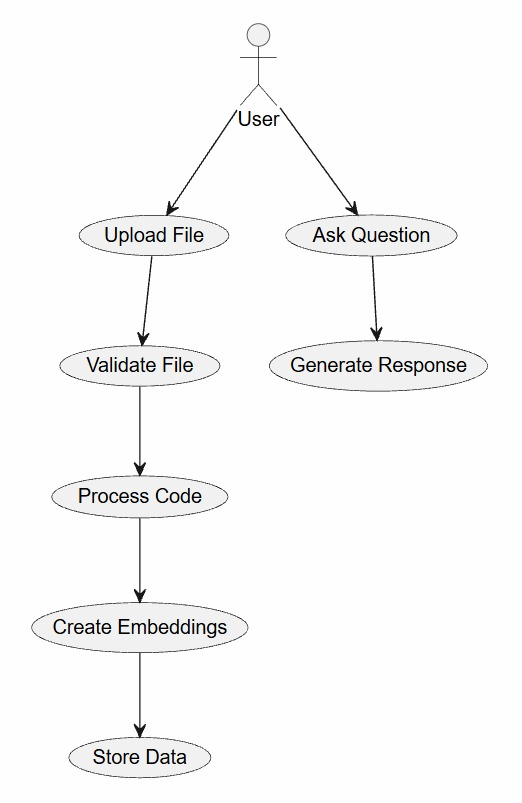 User
Upload File
Ask Question
Validate File
Generate Response
Process Code
Create Embeddings
Store Data